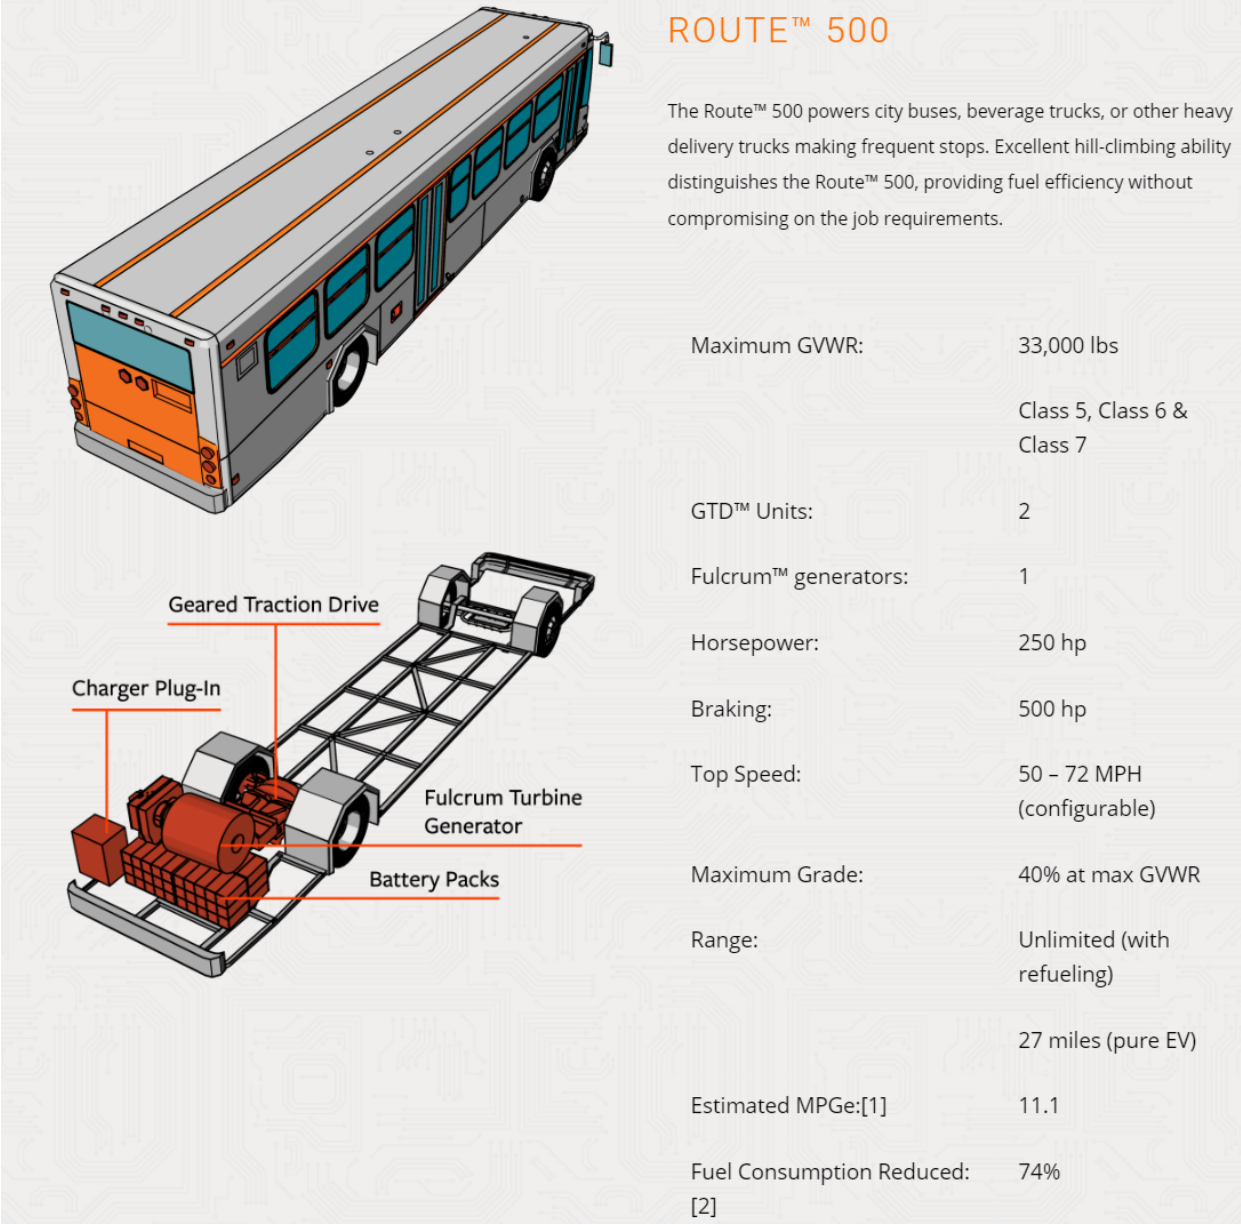 ROUTE™ 500
The Route™ 500 powers city buses, beverage trucks, or other heavy
delivery trucks making frequent stops. Excellent hill-climbing ability
distinguishes the Route™ 500, providing fuel efficiency without
compromising on the job requirements.
Maximum GVWR: 33,000 lbs
Class 5, Class 6 &
Class 7
GTD™ Units: 2
Fulcrum™ generators: 1
Horsepower: 250 hp
Braking: 500 hp
Top Speed: 50 – 72 MPH
(configurable)
Maximum Grade: 40% at max GVWR
Range: Unlimited (with
refueling)
27 miles (pure EV)
Estimated MPGe:[1] 11.1
Fuel Consumption Reduced: 74%
[2]
Geared Traction Drive
Charger Plug-In
Fulcrum Turbine
Generator
Battery Packs